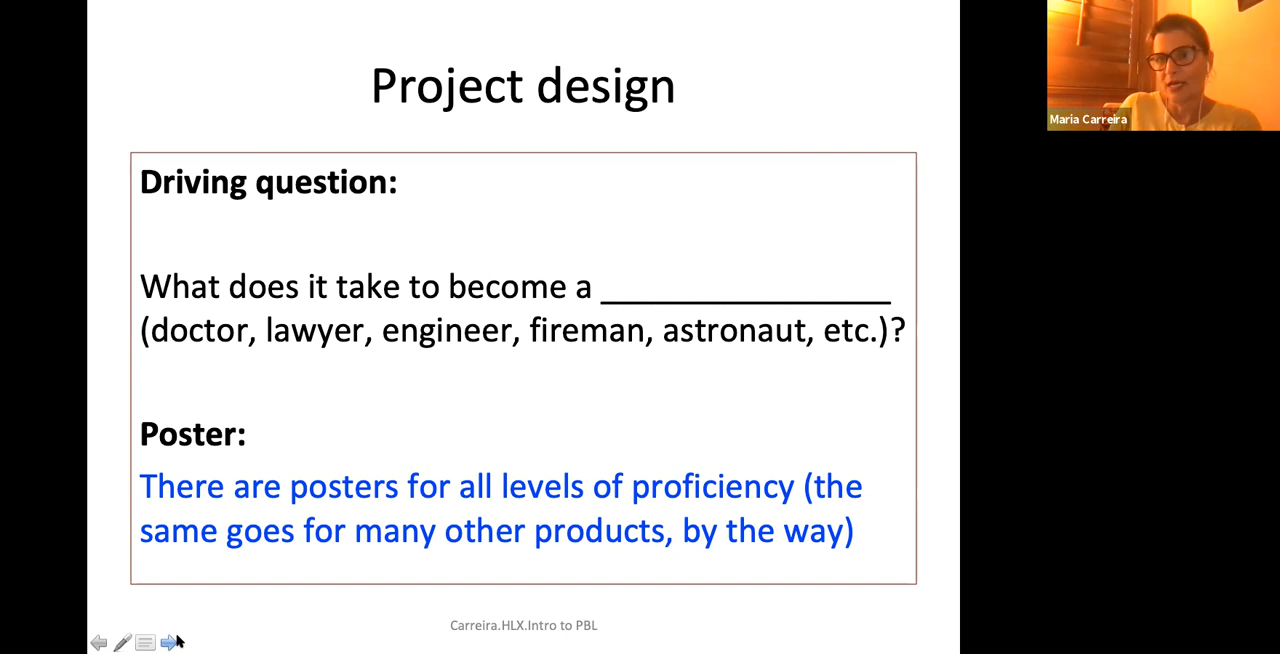 Project design
Maria Carreira
Driving question:
What does it take to become a ________________
(doctor, lawyer, engineer, fireman, astronaut, etc.)?
Poster:
There are posters for all levels of proficiency (the
same goes for many other products, by the way)
Carreira.HLX.Intro to PBL